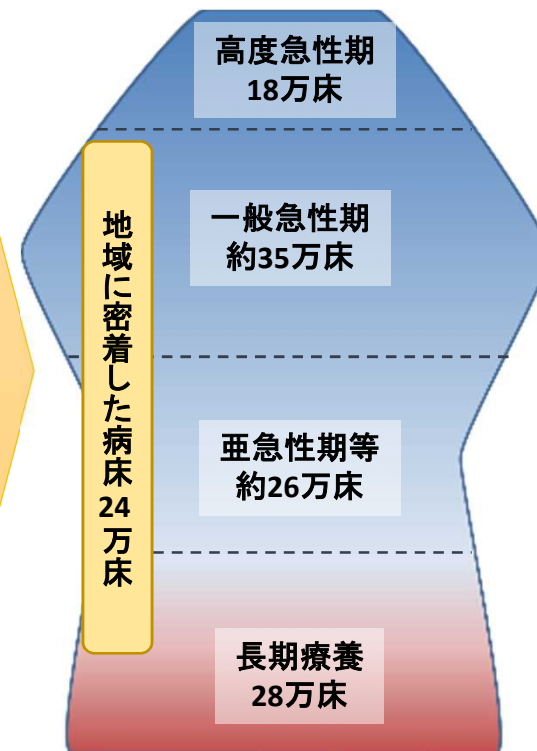 高度急性期
18万床
一般急性期
約35万床
地域に密着した病床24万床
亜急性期等
約26万床
長期療養
28万床